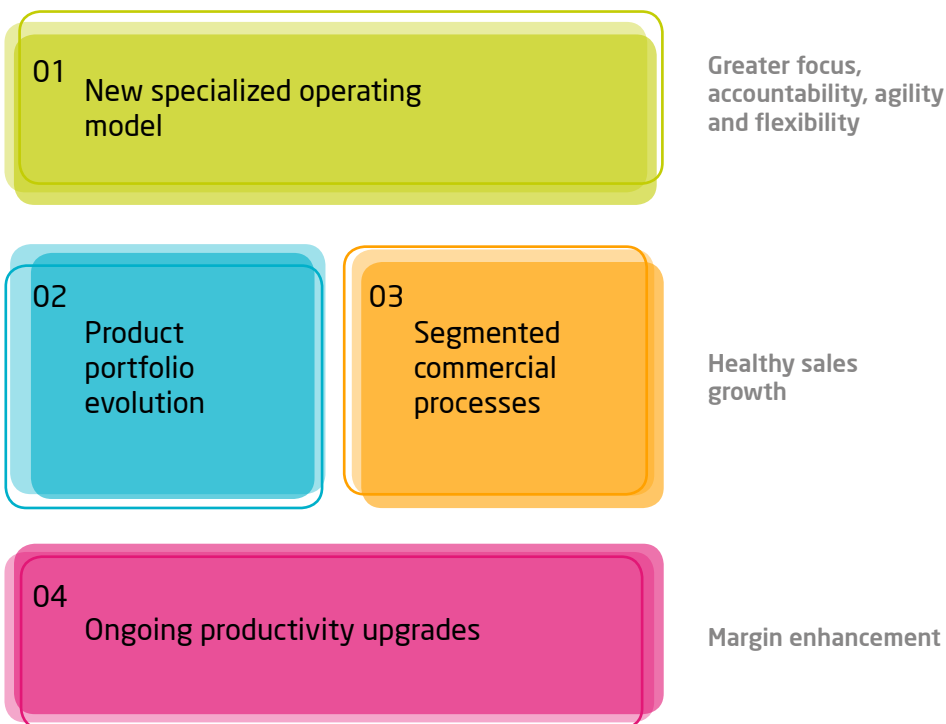 01
New specialized operating
model
Greater focus,
accountability, agility
and flexibility
02
Product
portfolio
evolution
03
Segmented
commercial
processes
Healthy sales
growth
04
Ongoing productivity upgrades
Margin enhancement